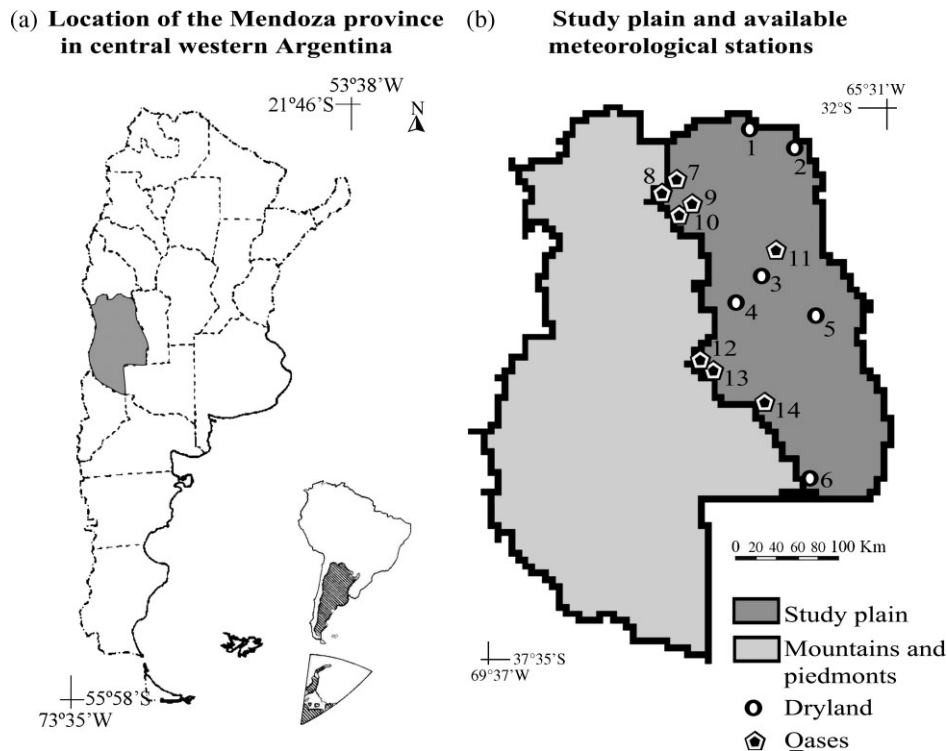 (a) Location of the Mendoza province
in central western Argentina
53º38'W
21º46'S
N
55º58'S
73º35'W
(b) Study plain and available
meteorological stations
65º31'W
32ºS
1
2
7
8
9
10
11
3
4
5
12
13
14
6
0 20 40 60 80 100 Km
37º35'S
69º37'W
Study plain
Mountains and
piedmonts
Dryland
Oases